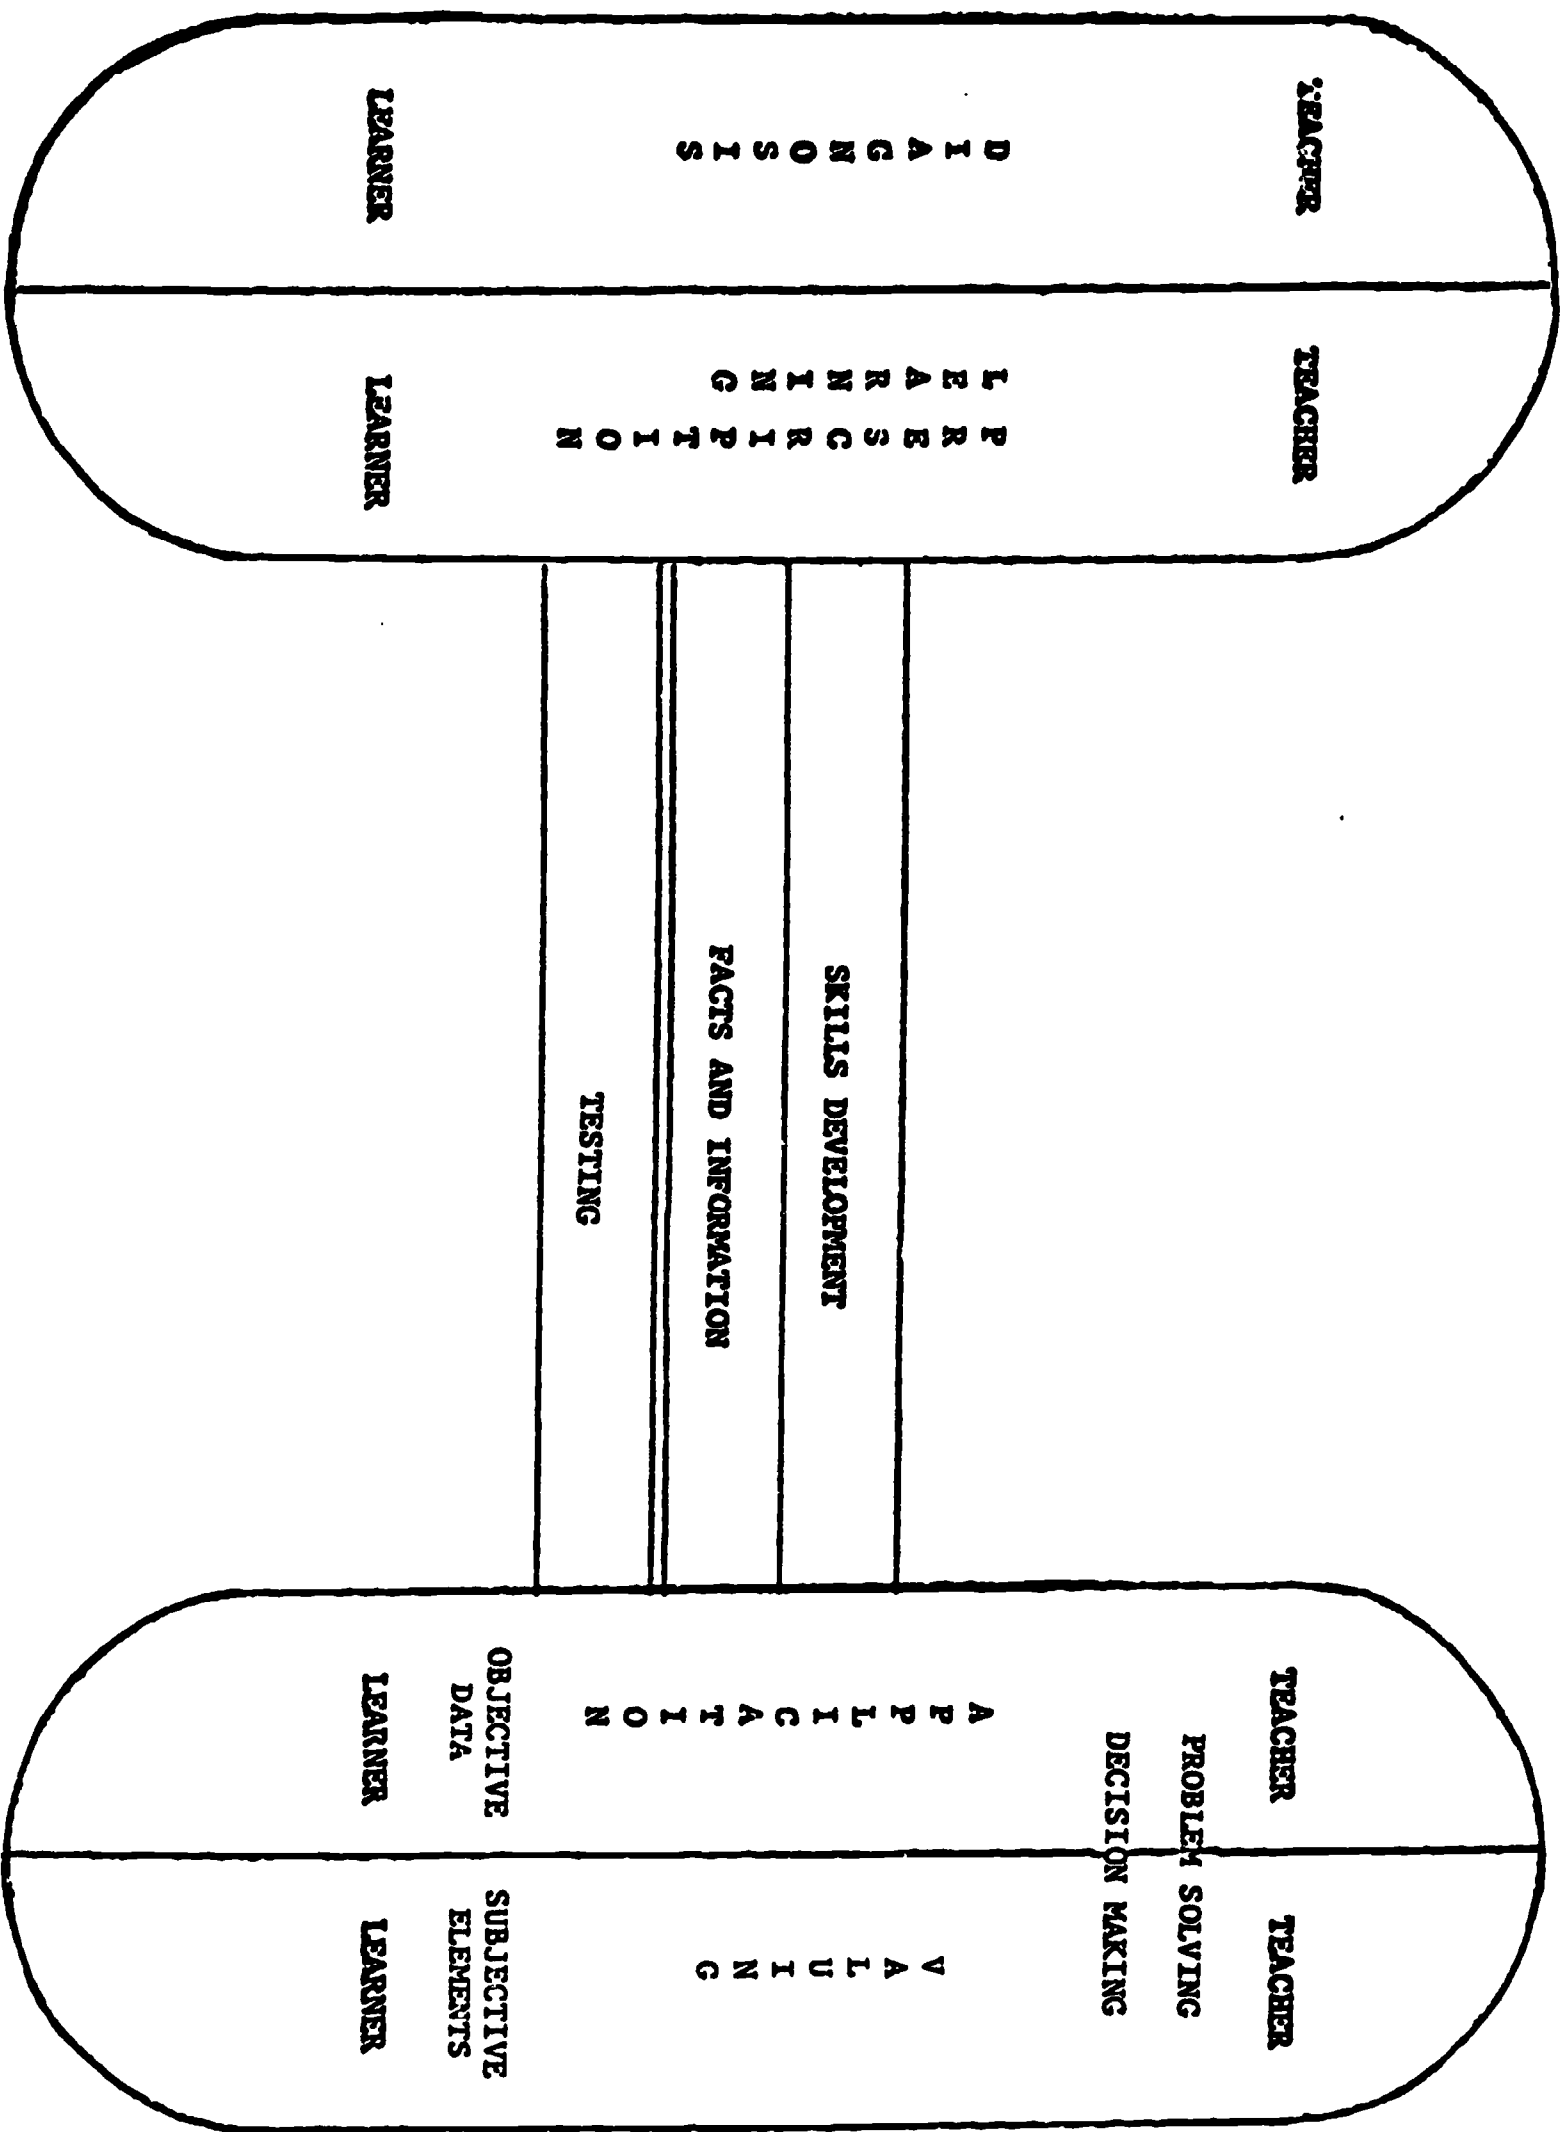 TEACHER
DIAGNOSIS
LEARNER
TEACHER
LEARNING
PRESCRIPTION
LEARNER
SKILLS DEVELOPMENT
FACTS AND INFORMATION
TESTING
TEACHER
TEACHER
PROBLEM SOLVING
DECISION MAKING
APPLICATION
VALUING
OBJECTIVE
DATA
LEARNER
SUBJECTIVE
ELEMENTS
LEARNER